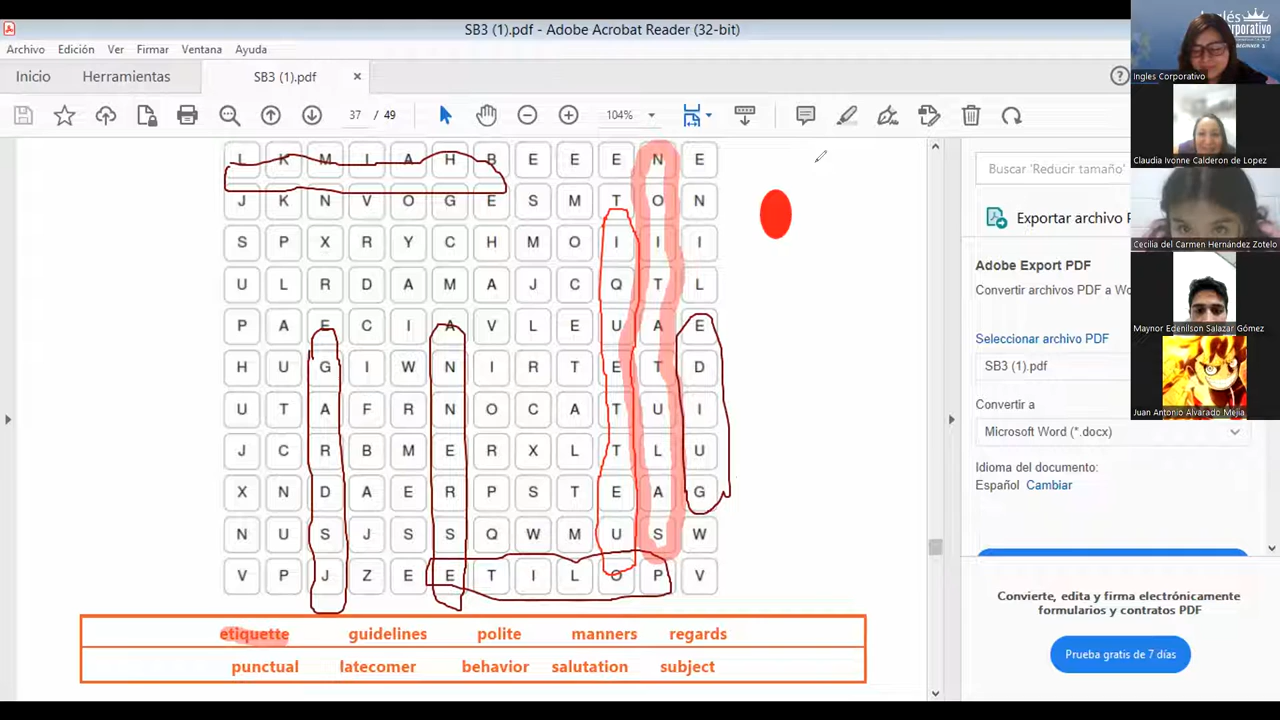 SB3 (1).pdf - Adobe Acrobat Reader (32-bit)
Archivo Edición Ver Firmar Ventana Ayuda
Inicio Herramientas SB3 (1).pdf ×
37 / 49 104%
L K M I A H B E E E N E
J K N V O G E S M T O N
S P X R Y C H M O I I I
U L R D A M A J C Q T L
P A E C I A V L E U A E
H U G I W N I R T E T D
U T A F R N O C A T U I
J C R B M E R X L T L U
X N D A E R P S T E A G
N U S J S S Q W M U S W
V P J Z E E T I L O P V
etiquette guidelines polite manners regards
punctual latecomer behavior salutation subject
Buscar 'Reducir tamaño'
Exportar archivo P
Adobe Export PDF
Convertir archivos PDF a Wo
Seleccionar archivo PDF
SB3 (1).pdf
Convertir a
Microsoft Word (*.docx)
Idioma del documento:
Español Cambiar
Convierte, edita y firma electrónicamente
formularios y contratos PDF
Prueba gratis de 7 días
Inglés
Corporativo
BEGINNER 3
Ingles Corporativo
Claudia Ivonne Calderon de Lopez
Cecilia del Carmen Hernández Zotelo
Maynor Edenilson Salazar Gómez
Juan Antonio Alvarado Mejia